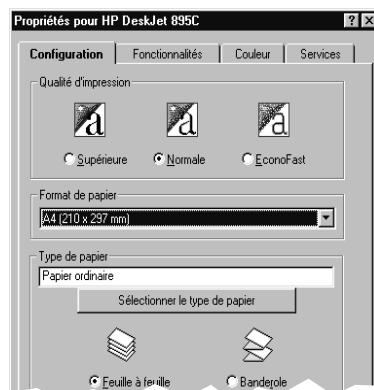 Propriétés pour HP DeskJet 895C
Configuration Fonctionnalités Couleur Services
Qualité d'impression
a a a
Supérieure Normale EconoFast
Format de papier
A4 (210 x 297 mm)
Type de papier
Papier ordinaire
Sélectionner le type de papier
Feuille à feuille Banderole